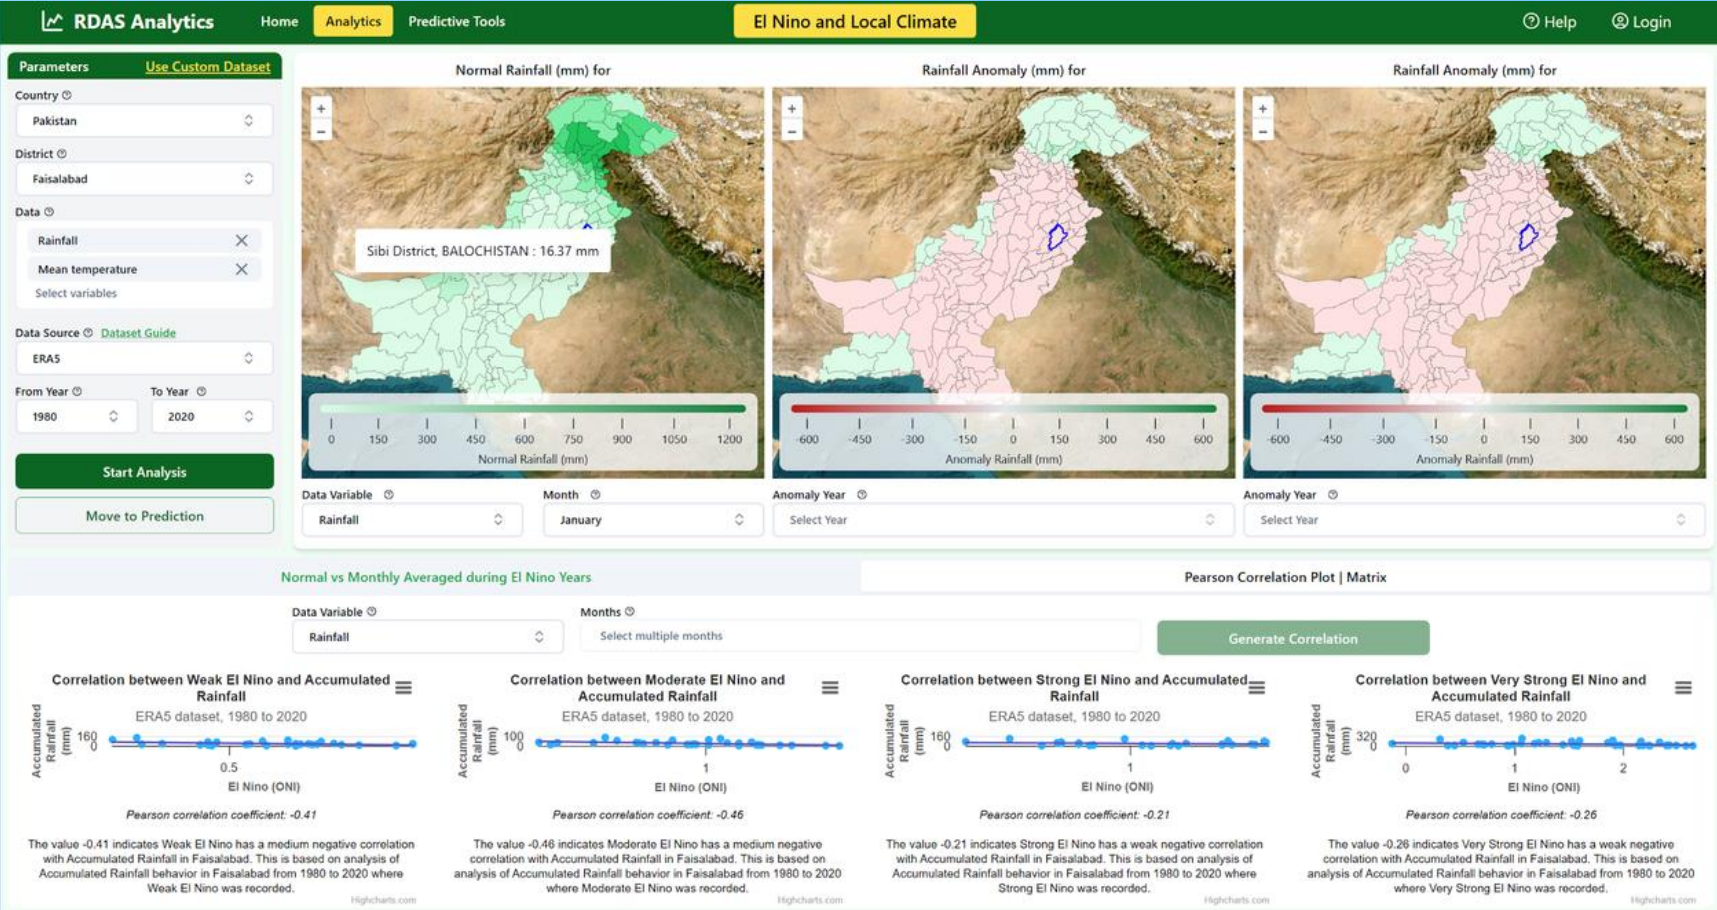 RDAS Analytics
Home
Analytics
Predictive Tools
El Nino and Local Climate
Help
Login
Parameters
Use Custom Dataset
Country
Pakistan
District
Faisalabad
Data
Rainfall
Mean temperature
Select variables
Data Source
Dataset Guide
ERA5
From Year
To Year
1980
2020
Start Analysis
Move to Prediction
Normal Rainfall (mm) for
Sibi District, BALOCHISTAN : 16.37 mm
0 150 300 450 600 750 900 1050 1200
Normal Rainfall (mm)
Data Variable
Month
Rainfall
January
Rainfall Anomaly (mm) for
-600 -450 -300 -150 0 150 300 450 600
Anomaly Rainfall (mm)
Anomaly Year
Select Year
Rainfall Anomaly (mm) for
-600 -450 -300 -150 0 150 300 450 600
Anomaly Rainfall (mm)
Anomaly Year
Select Year
Normal vs Monthly Averaged during El Nino Years
Pearson Correlation Plot | Matrix
Data Variable
Months
Rainfall
Select multiple months
Generate Correlation
Correlation between Weak El Nino and Accumulated
Rainfall
ERA5 dataset, 1980 to 2020
Accumulated
Rainfall
(mm)
160
0
0.5
El Nino (ONI)
Pearson correlation coefficient: -0.41
The value -0.41 indicates Weak El Nino has a medium negative correlation
with Accumulated Rainfall in Faisalabad. This is based on analysis of
Accumulated Rainfall behavior in Faisalabad from 1980 to 2020 where
Weak El Nino was recorded.
Highcharts.com
Correlation between Moderate El Nino and
Accumulated Rainfall
ERA5 dataset, 1980 to 2020
Accumulated
Rainfall
(mm)
100
0
1
El Nino (ONI)
Pearson correlation coefficient: -0.46
The value -0.46 indicates Moderate El Nino has a medium negative
correlation with Accumulated Rainfall in Faisalabad. This is based on
analysis of Accumulated Rainfall behavior in Faisalabad from 1980 to 2020
where Moderate El Nino was recorded.
Highcharts.com
Correlation between Strong El Nino and Accumulated
Rainfall
ERA5 dataset, 1980 to 2020
Accumulated
Rainfall
(mm)
160
0
1
El Nino (ONI)
Pearson correlation coefficient: -0.21
The value -0.21 indicates Strong El Nino has a weak negative correlation
with Accumulated Rainfall in Faisalabad. This is based on analysis of
Accumulated Rainfall behavior in Faisalabad from 1980 to 2020 where
Strong El Nino was recorded.
Highcharts.com
Correlation between Very Strong El Nino and
Accumulated Rainfall
ERA5 dataset, 1980 to 2020
Accumulated
Rainfall
(mm)
320
0
0 1 2
El Nino (ONI)
Pearson correlation coefficient: -0.26
The value -0.26 indicates Very Strong El Nino has a weak negative
correlation with Accumulated Rainfall in Faisalabad. This is based on
analysis of Accumulated Rainfall behavior in Faisalabad from 1980 to 2020
where Very Strong El Nino was recorded.
Highcharts.com